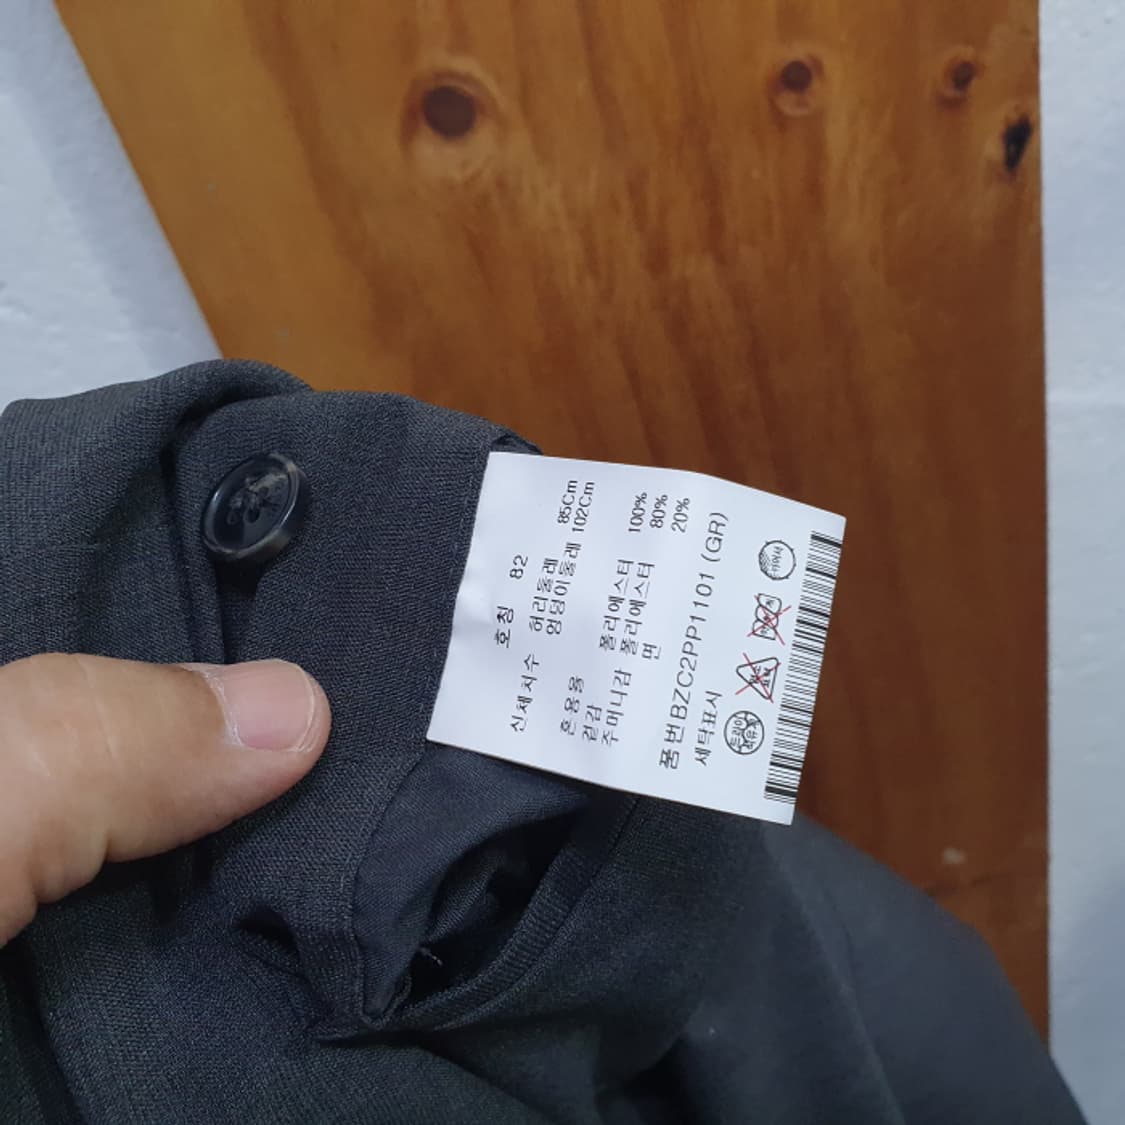 호칭 82
신체치수 허리둘레 85Cm
엉덩이둘레 102Cm
혼용율
겉감 폴리에스터 100%
주머니감 폴리에스터 80%
면 20%
품번BZC2PP1101 (GR)
세탁표시
드라이